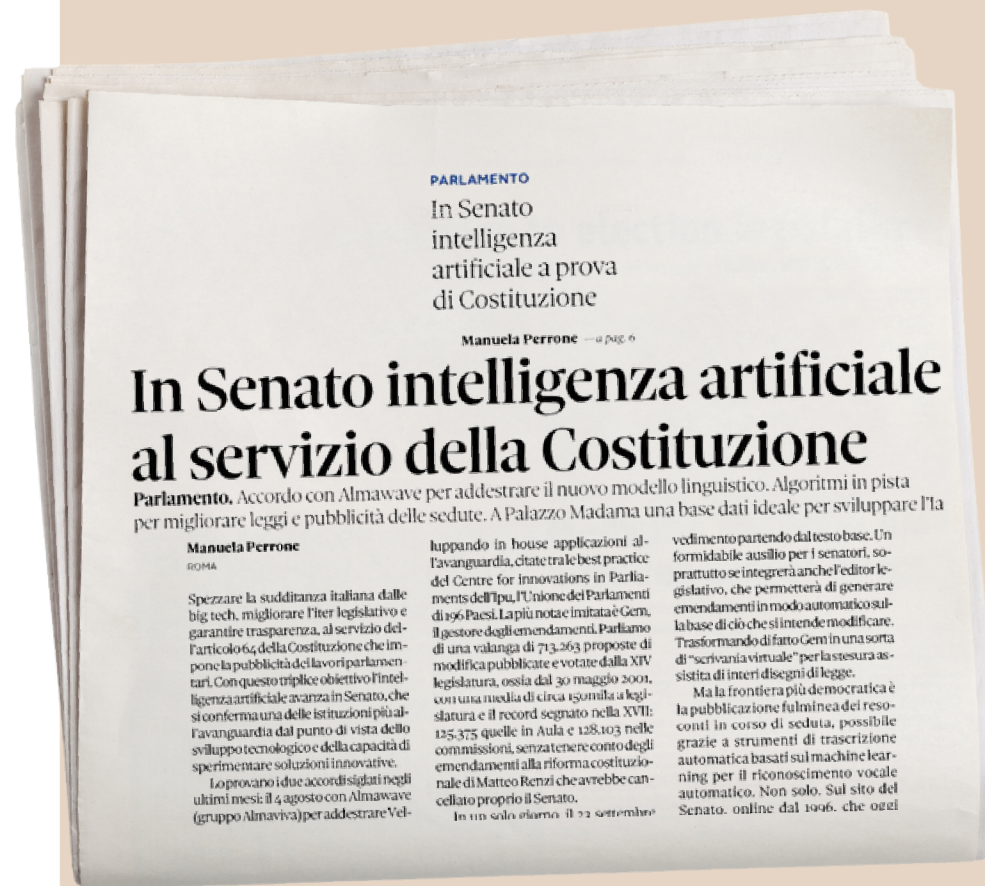 PARLAMENTO
In Senato
intelligenza
artificiale a prova
di Costituzione
Manuela Perrone —a pag. 6
In Senato intelligenza artificiale
al servizio della Costituzione
Parlamento. Accordo con Almawave per addestrare il nuovo modello linguistico. Algoritmi in pista
per migliorare leggi e pubblicità delle sedute. A Palazzo Madama una base dati ideale per sviluppare l'Ia
Manuela Perrone
ROMA
Spezzare la sudditanza italiana dalle
big tech, migliorare l'iter legislativo e
garantire trasparenza, al servizio del-
l'articolo 64 della Costituzione che im-
pone la pubblicità dei lavori parlamen-
tari. Con questo triplice obiettivo l'intel-
ligenza artificiale avanza in Senato, che
si conferma una delle istituzioni più al-
l'avanguardia dal punto di vista dello
sviluppo tecnologico e della capacità di
sperimentare soluzioni innovative.
Lo provano i due accordi siglati negli
ultimi mesi: il 4 agosto con Almawave
(gruppo Almaviva) per addestrare Vel-
luppando in house applicazioni al-
l'avanguardia, citate tra le best practice
del Centre for innovations in Parlia-
ments dell'Ipu, l'Unione dei Parlamenti
di 196 Paesi. La più nota e imitata è Gem,
il gestore degli emendamenti. Parliamo
di una valanga di 713.263 proposte di
modifica pubblicate e votate dalla XIV
legislatura, ossia dal 30 maggio 2001,
con una media di circa 150mila a legi-
slatura e il record segnato nella XVII:
125.375 quelle in Aula e 128.103 nelle
commissioni, senza tenere conto degli
emendamenti alla riforma costituzio-
nale di Matteo Renzi che avrebbe can-
cellato proprio il Senato.
In un solo giorno, il 23 settembre
vedimento partendo dal testo base. Un
formidabile ausilio per i senatori, so-
prattutto se integrerà anche l'editor le-
gislativo, che permetterà di generare
emendamenti in modo automatico sul-
la base di ciò che si intende modificare.
Trasformando di fatto Gem in una sorta
di "scrivania virtuale" per la stesura as-
sistita di interi disegni di legge.
Ma la frontiera più democratica è
la pubblicazione fulminea dei reso-
conti in corso di seduta, possibile
grazie a strumenti di trascrizione
automatica basati sul machine lear-
ning per il riconoscimento vocale
automatico. Non solo. Sul sito del
Senato, online dal 1996, che oggi